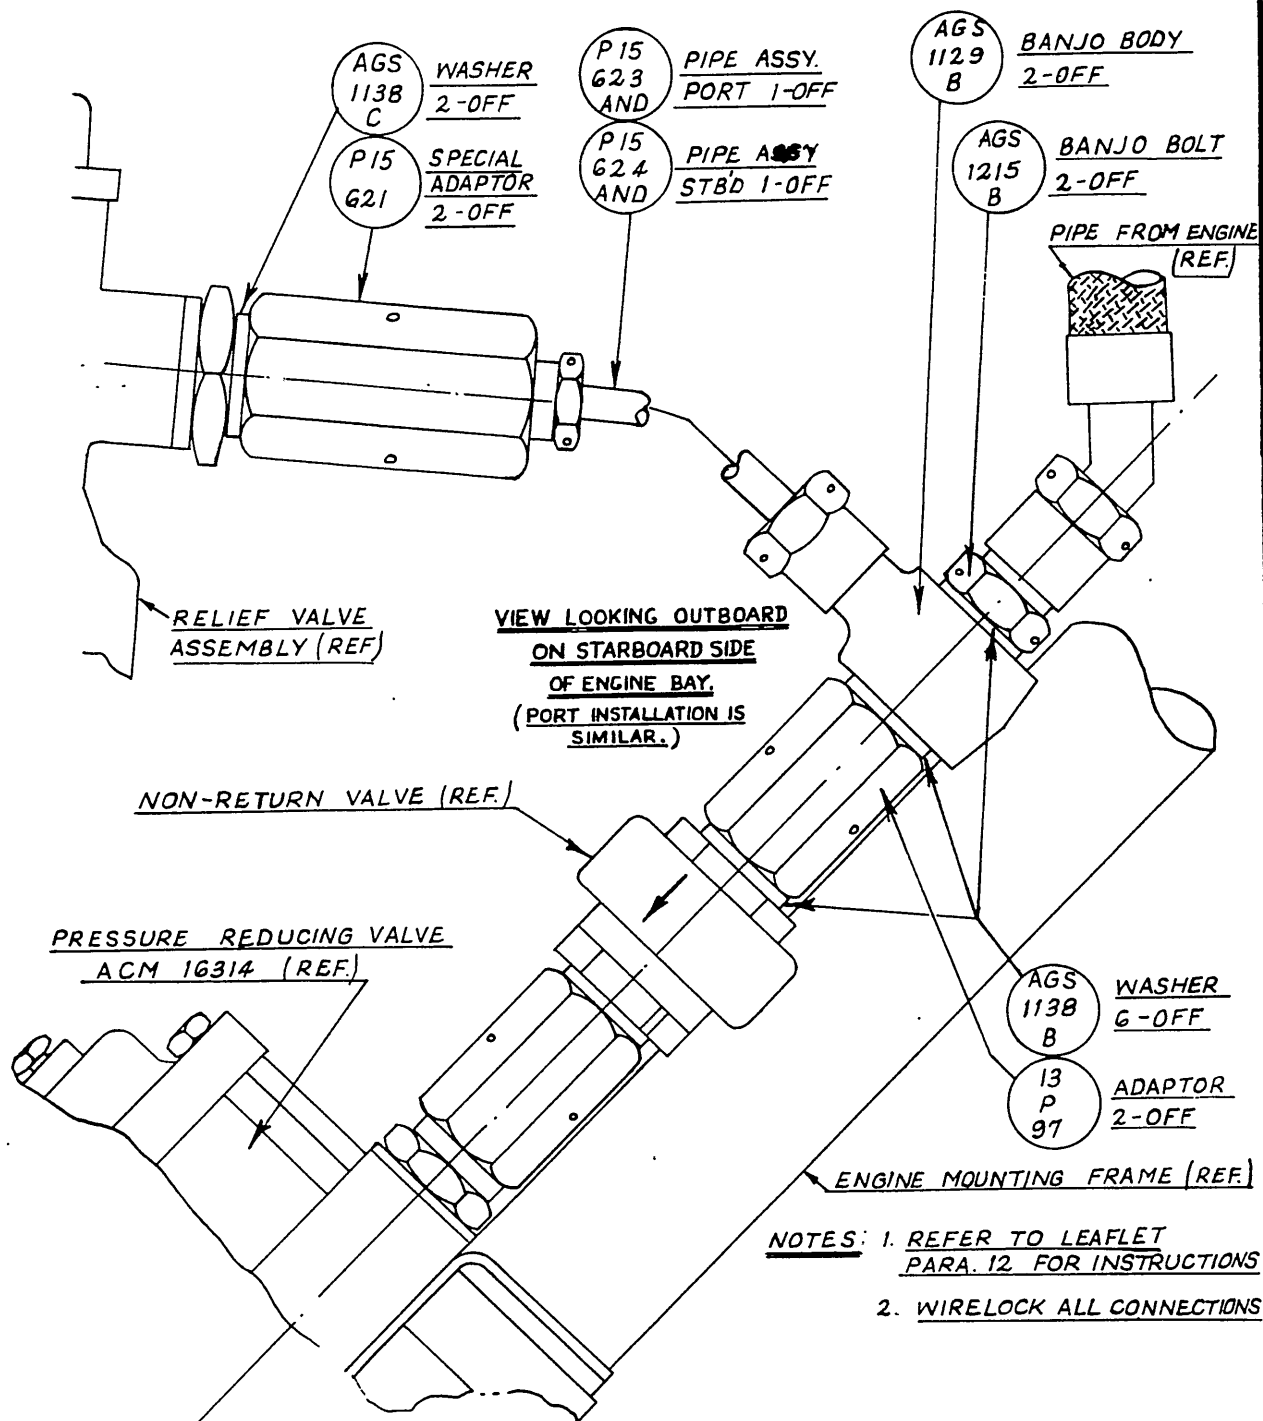 AGS
1138
C
WASHER
2-OFF
P15
621
SPECIAL
ADAPTOR
2-OFF
P15
623
AND
PIPE ASSY.
PORT 1-OFF
P15
624
AND
PIPE ASSY
STB'D 1-OFF
AGS
1129
B
BANJO BODY
2-OFF
AGS
1215
B
BANJO BOLT
2-OFF
PIPE FROM ENGINE
(REF.)
RELIEF VALVE
ASSEMBLY (REF)
VIEW LOOKING OUTBOARD
ON STARBOARD SIDE
OF ENGINE BAY.
(PORT INSTALLATION IS
SIMILAR.)
NON-RETURN VALVE (REF.)
PRESSURE REDUCING VALVE
ACM 16314 (REF.)
AGS
1138
B
WASHER
6-OFF
13
P
97
ADAPTOR
2-OFF
ENGINE MOUNTING FRAME (REF.)
NOTES: 1. REFER TO LEAFLET
PARA. 12 FOR INSTRUCTIONS
2. WIRELOCK ALL CONNECTIONS